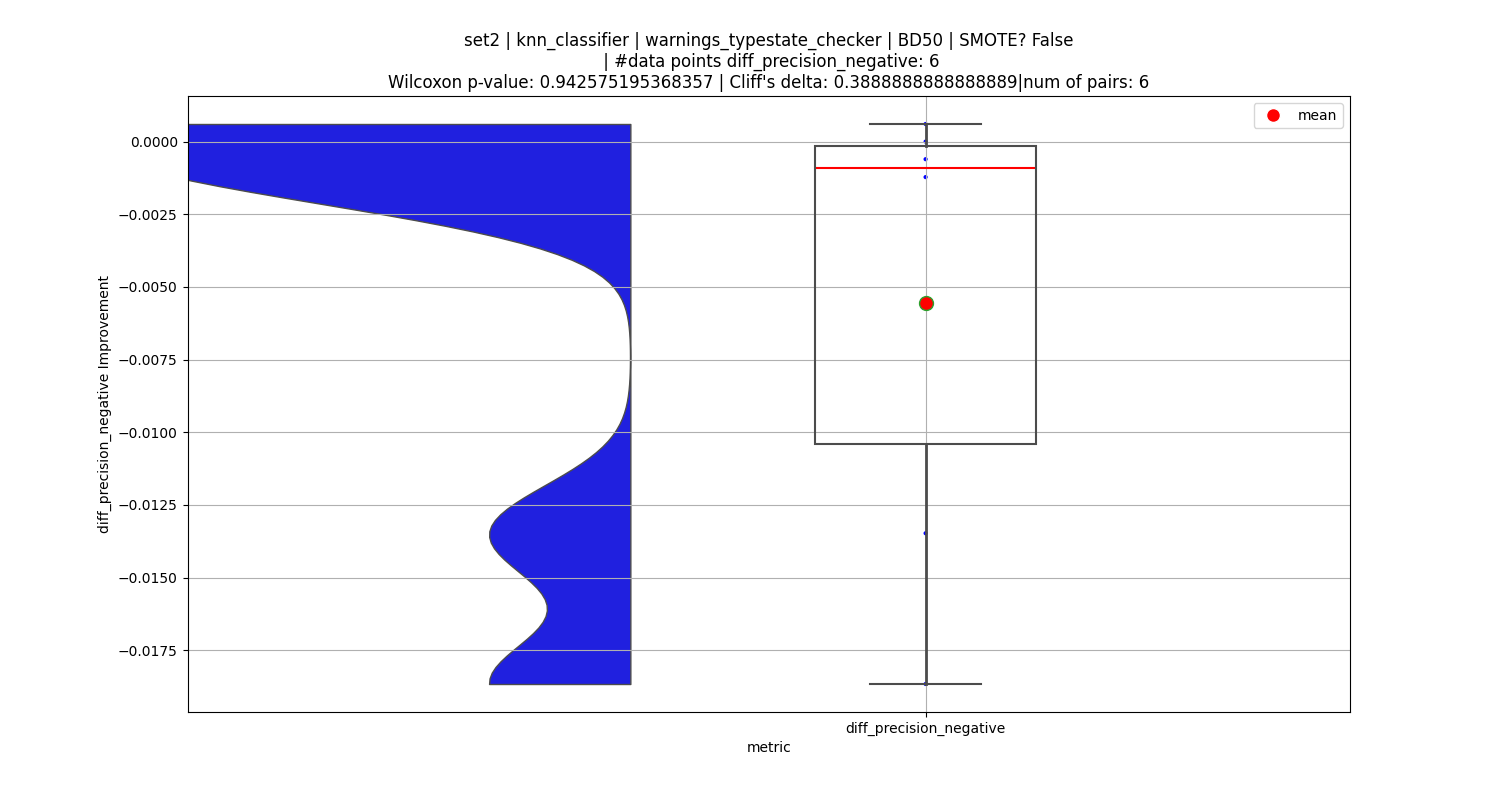 set2 | knn_classifier | warnings_typestate_checker | BD50 | SMOTE? False
| #data points diff_precision_negative: 6
Wilcoxon p-value: 0.942575195368357 | Cliff's delta: 0.3888888888888889|num of pairs: 6
mean
0.0000
−0.0025
−0.0050
−0.0075
−0.0100
−0.0125
−0.0150
−0.0175
diff_precision_negative Improvement
diff_precision_negative
metric